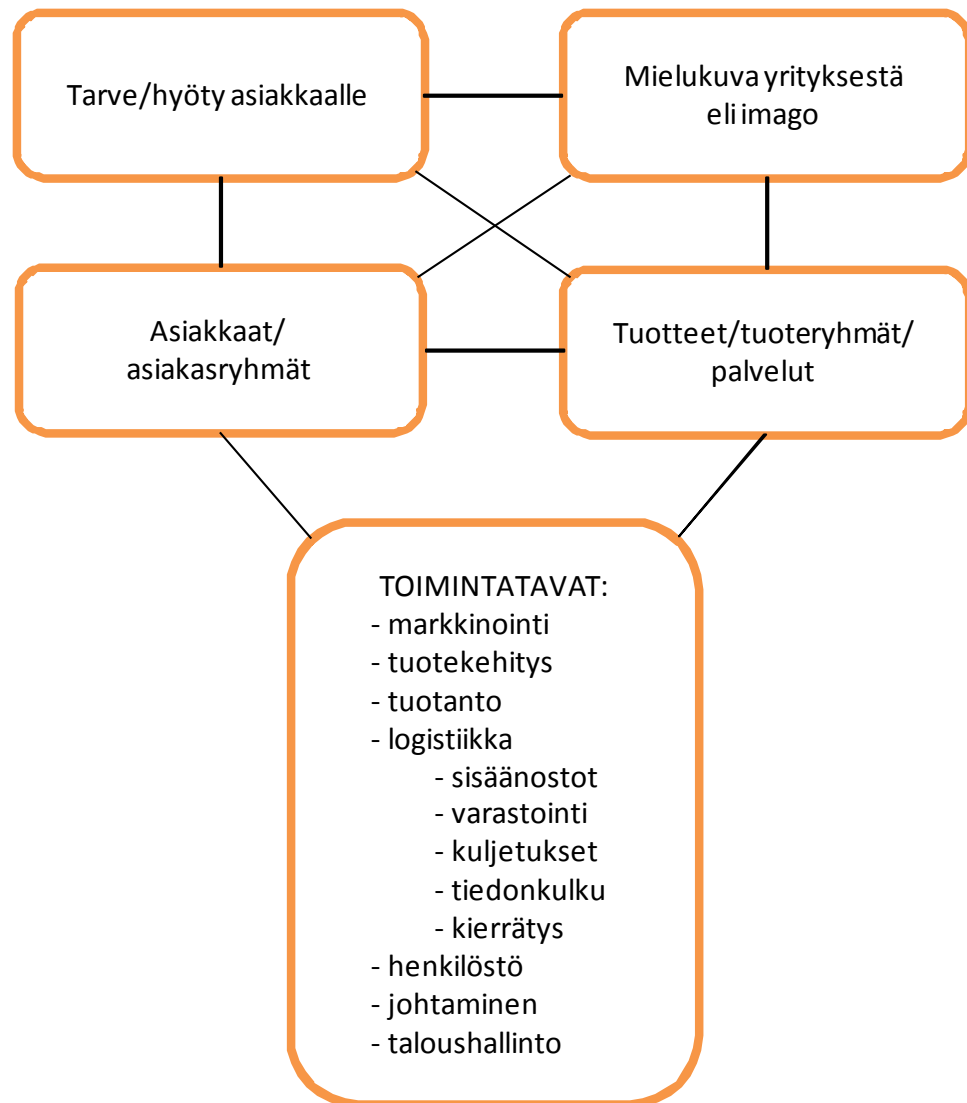 Tarve/hyöty asiakkaalle
Mielukuva yrityksestä
eli imago
Asiakkaat/
asiakasryhmät
Tuotteet/tuoteryhmät/
palvelut
TOIMINTATAVAT:
- markkinointi
- tuotekehitys
- tuotanto
- logistiikka
- sisäänostot
- varastointi
- kuljetukset
- tiedonkulku
- kierrätys
- henkilöstö
- johtaminen
- taloushallinto